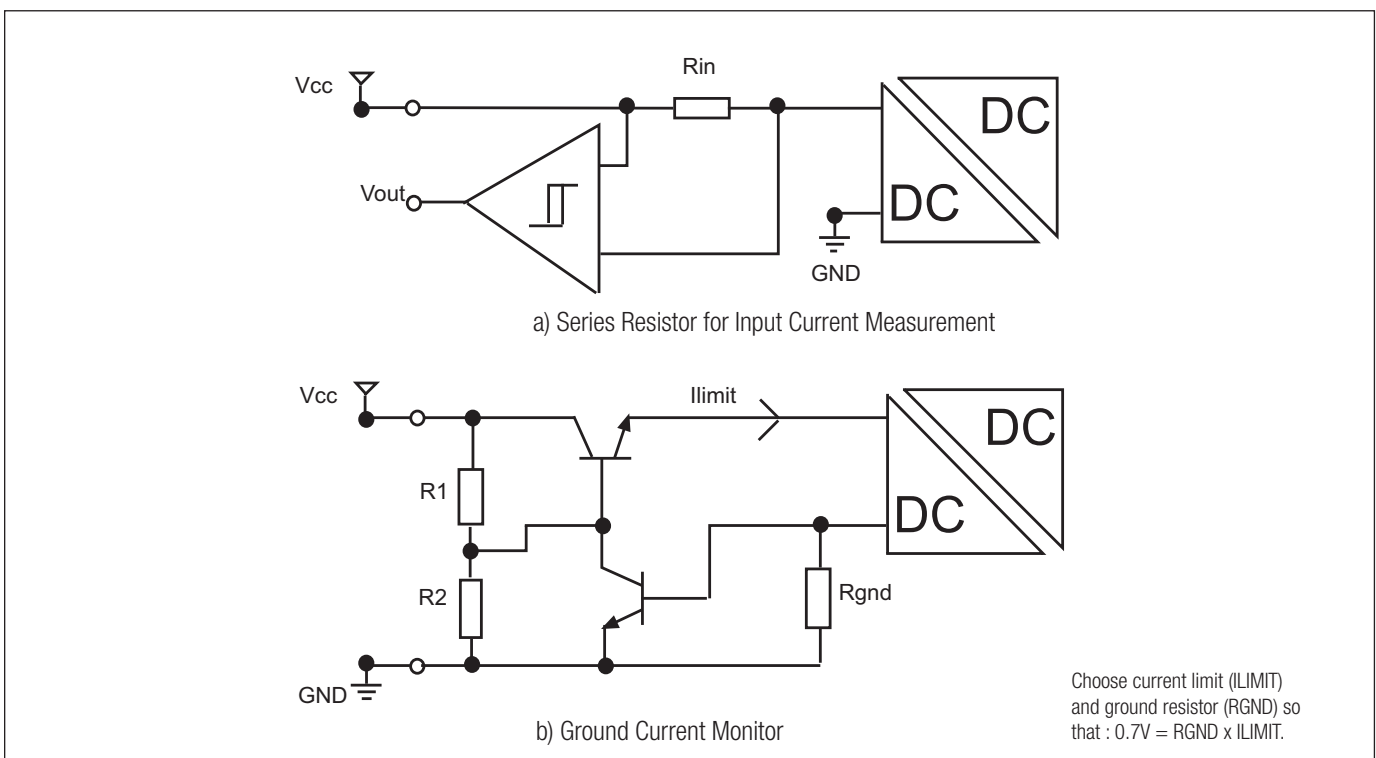 Rin
Vcc
DC
Vout
DC
GND
a) Series Resistor for Input Current Measurement
Vcc
Ilimit
DC
R1
DC
R2
Rgnd
GND
b) Ground Current Monitor
Choose current limit (ILIMIT)
and ground resistor (RGND) so
that : 0.7V = RGND x ILIMIT.